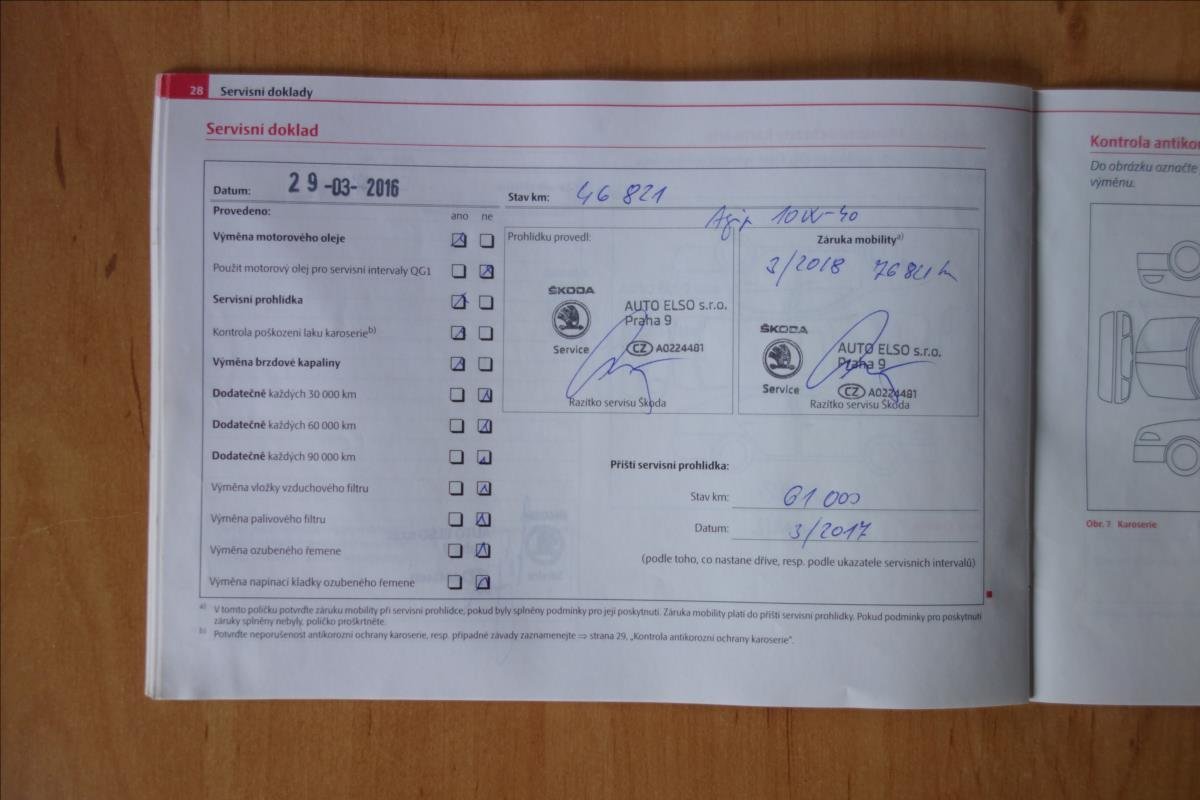 28 Servisní doklady
Servisní doklad
Datum: 29-03-2016
Stav km: 46 821
Provedeno: ano ne
Agip 10W-40
Výměna motorového oleje
Použit motorový olej pro servisní intervaly QG1
Servisní prohlídka
Kontrola poškození laku karoserie b)
Výměna brzdové kapaliny
Dodatečně každých 30 000 km
Dodatečně každých 60 000 km
Dodatečně každých 90 000 km
Výměna vložky vzduchového filtru
Výměna palivového filtru
Výměna ozubeného řemene
Výměna napínací kladky ozubeného řemene
Prohlídku provedl:
ŠKODA
Service
AUTO ELSO s.r.o.
Praha 9
CZ A0224481
Razítko servisu Škoda
Záruka mobility a)
3/2018
ŠKODA
Service
AUTO ELSO s.r.o.
Praha 9
CZ A0224481
Razítko servisu Škoda
Příští servisní prohlídka:
Stav km: 61 000
Datum: 3/2017
(podle toho, co nastane dříve, resp. podle ukazatele servisních intervalů)
a) V tomto políčku potvrďte záruku mobility při servisní prohlídce, pokud byly splněny podmínky pro její poskytnutí. Záruka mobility platí do příští servisní prohlídky. Pokud podmínky pro poskytnutí
záruky splněny nebyly, políčko proškrtněte.
b) Potvrďte neporušenost antikorozní ochrany karoserie, resp. případné závady zaznamenejte ⇒ strana 29, „Kontrola antikorozní ochrany karoserie“.
Kontrola antiko
Do obrázku označte
výměnu.
Obr. 7 Karoserie